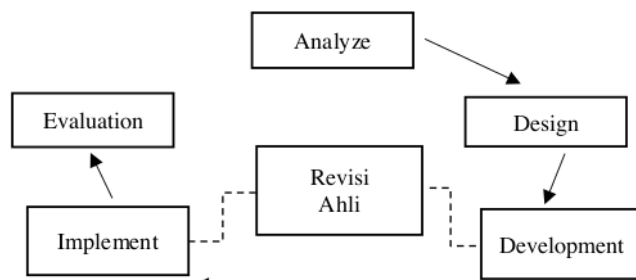 Analyze
Evaluation
Design
Revisi
Ahli
Implement
Development